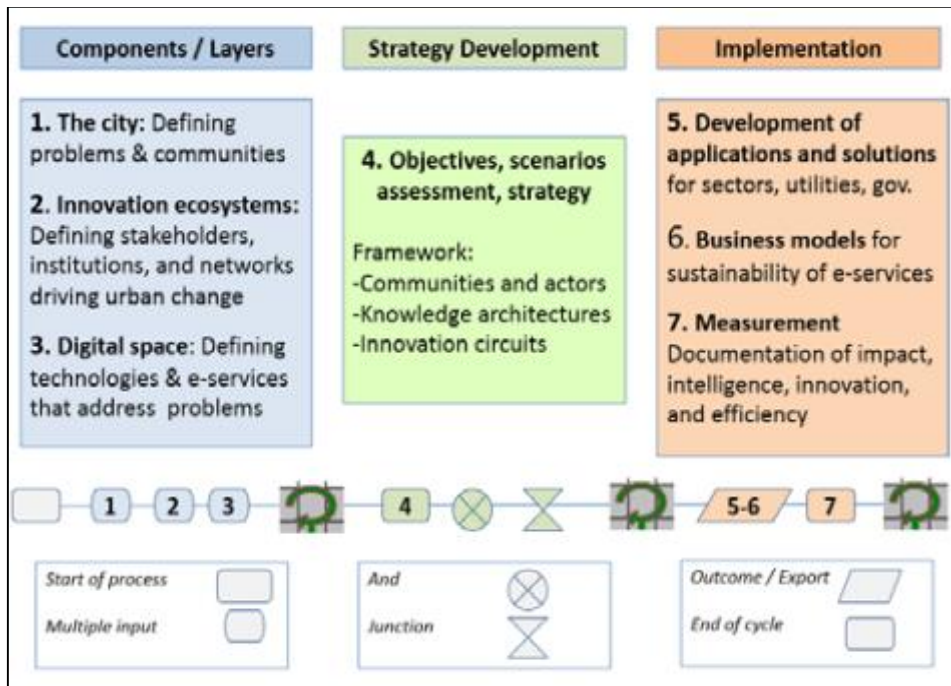 Components / Layers
1. The city: Defining
problems & communities
2. Innovation ecosystems:
Defining stakeholders,
institutions, and networks
driving urban change
3. Digital space: Defining
technologies & e-services
that address problems
Strategy Development
4. Objectives, scenarios
assessment, strategy
Framework:
-Communities and actors
-Knowledge architectures
-Innovation circuits
Implementation
5. Development of
applications and solutions
for sectors, utilities, gov.
6. Business models for
sustainability of e-services
7. Measurement
Documentation of impact,
intelligence, innovation,
and efficiency
1 2 3 4 5-6 7
Start of process
Multiple input
And
Junction
Outcome / Export
End of cycle